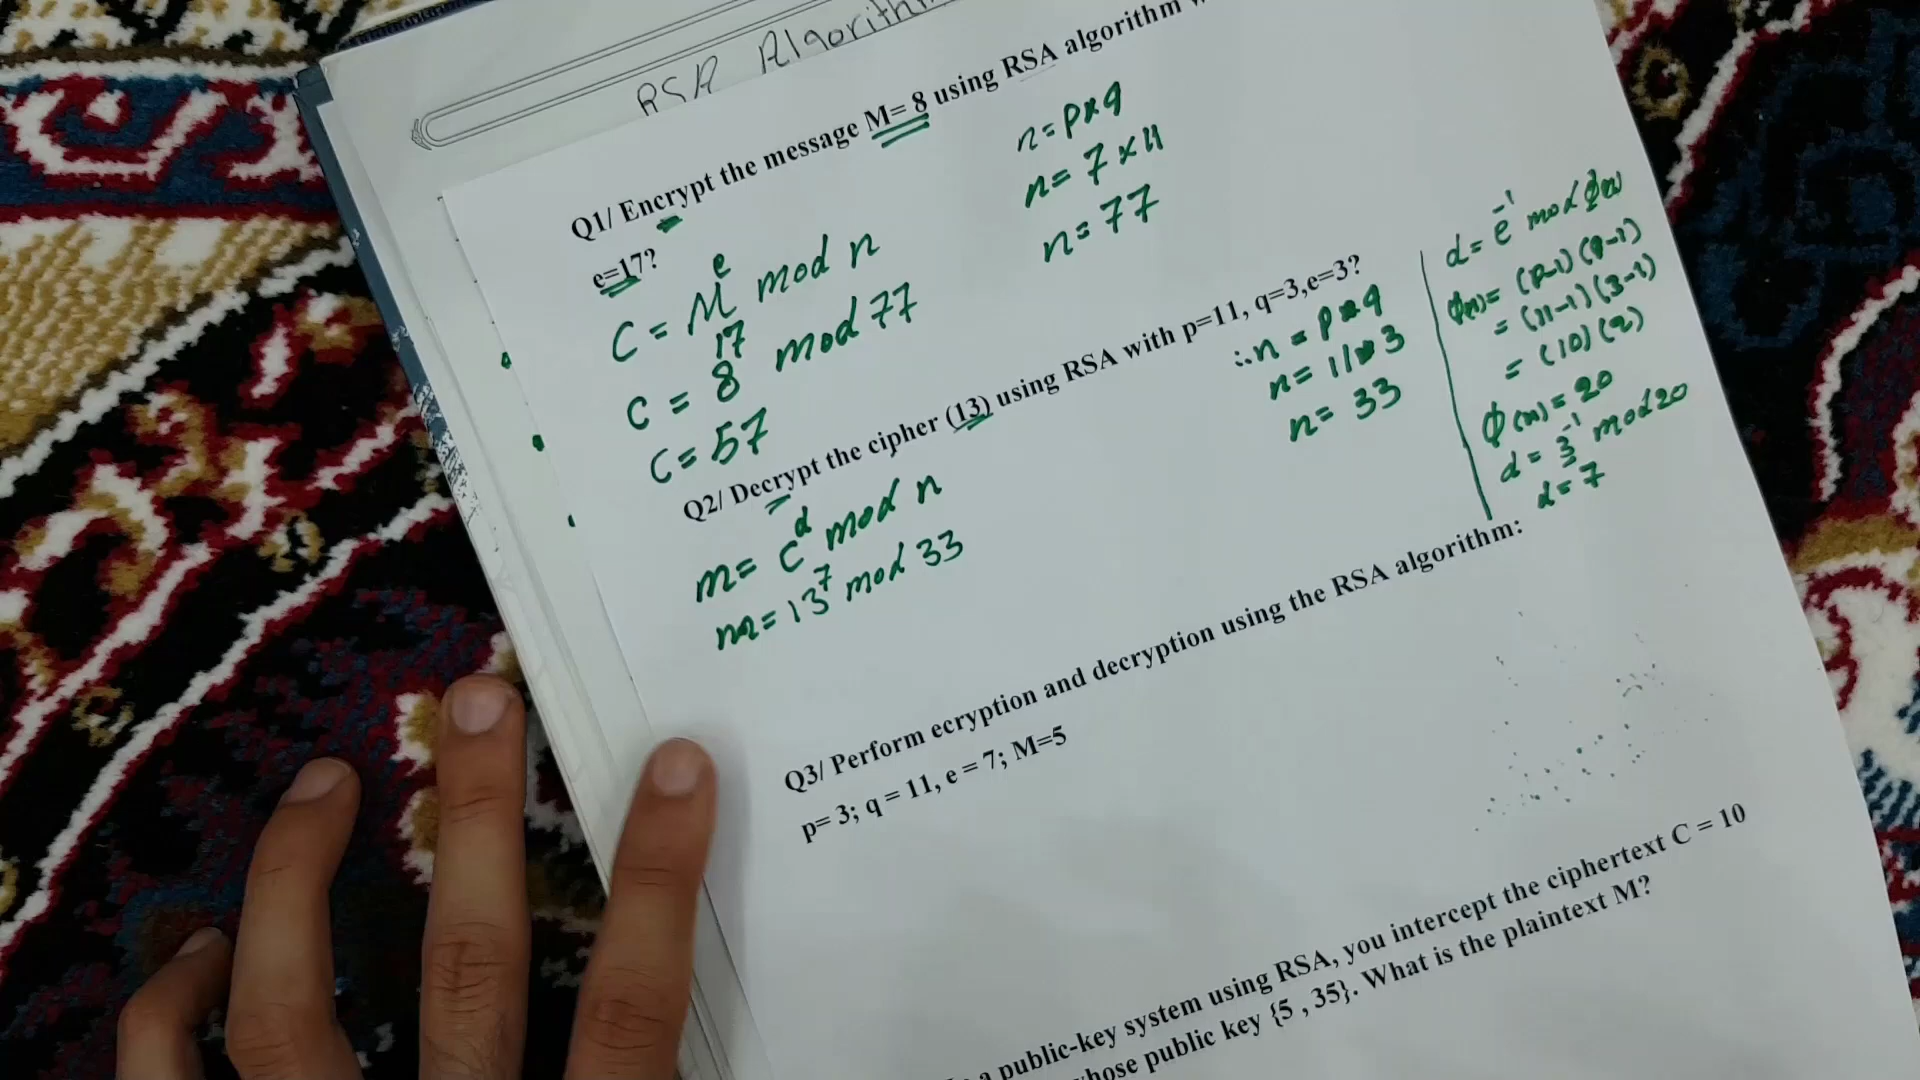 RSA Algorithm
Q1/ Encrypt the message M= 8 using RSA algorithm
e=17?
n = p*q
n = 7 * 11
n = 77
C = M^e mod n
C = 8^17 mod 77
C = 57
Q2/ Decrypt the cipher (13) using RSA with p=11, q=3,e=3?
m = C^d mod n
m = 13^7 mod 33
∴ n = p*q
n = 11*3
n = 33
d = e^-1 mod φ(n)
φ(n) = (p-1)(q-1)
= (11-1)(3-1)
= (10)(2)
φ(n) = 20
d = 3^-1 mod 20
d = 7
Q3/ Perform ecryption and decryption using the RSA algorithm:
p= 3; q = 11, e = 7; M=5
a public-key system using RSA, you intercept the ciphertext C = 10
whose public key {5 , 35}. What is the plaintext M?